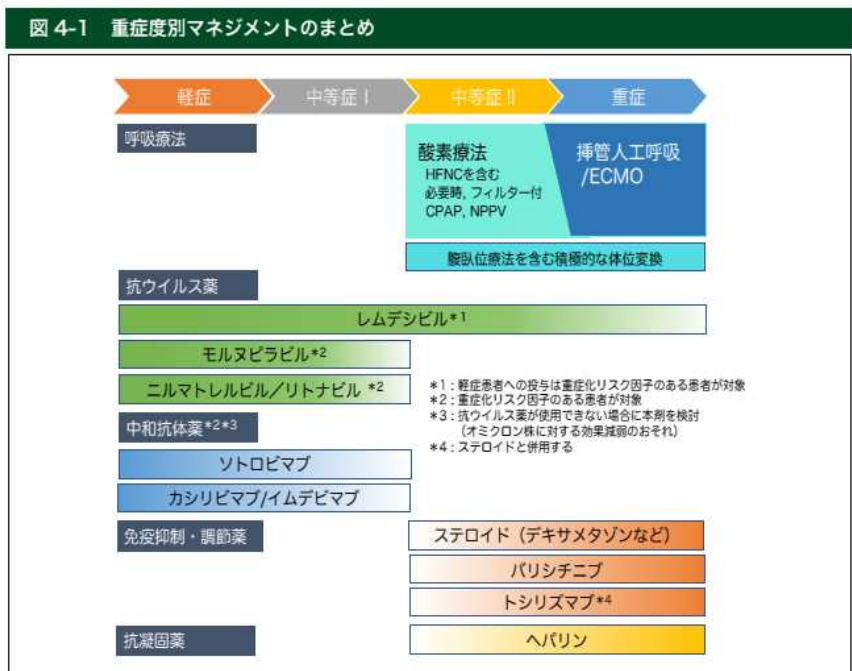 図 4-1 重症度別マネジメントのまとめ
軽症
中等症 I
中等症 II
重症
呼吸療法
酸素療法
HFNCを含む
必要時, フィルター付
CPAP, NPPV
挿管人工呼吸
/ECMO
腹臥位療法を含む積極的な体位変換
抗ウイルス薬
レムデシビル*1
モルヌピラビル*2
ニルマトレルビル／リトナビル *2
*1：軽症患者への投与は重症化リスク因子のある患者が対象
*2：重症化リスク因子のある患者が対象
*3：抗ウイルス薬が使用できない場合に本剤を検討
（オミクロン株に対する効果減弱のおそれ）
*4：ステロイドと併用する
中和抗体薬*2*3
ソトロビマブ
カシリビマブ/イムデビマブ
免疫抑制・調節薬
ステロイド（デキサメタゾンなど）
バリシチニブ
トシリズマブ*4
抗凝固薬
ヘパリン